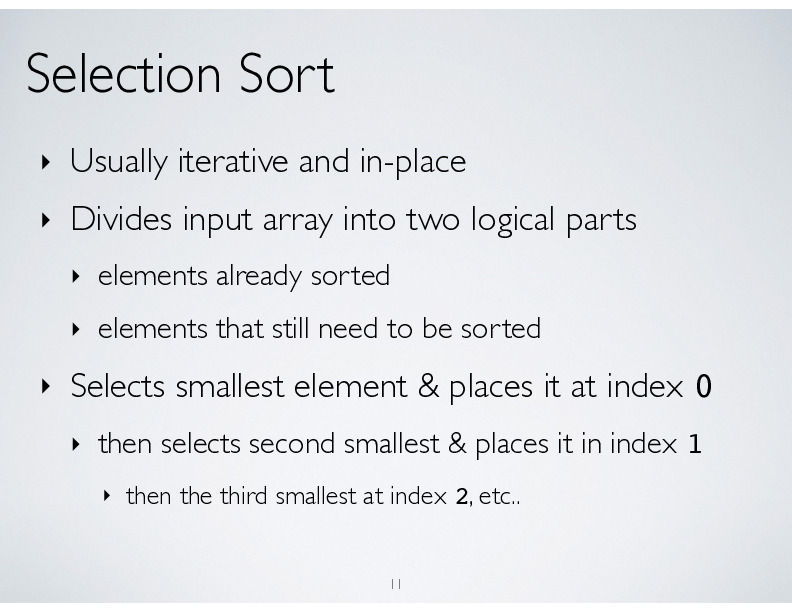 Selection Sort
‣ Usually iterative and in-place
‣ Divides input array into two logical parts
‣ elements already sorted
‣ elements that still need to be sorted
‣ Selects smallest element & places it at index 0
‣ then selects second smallest & places it in index 1
‣ then the third smallest at index 2, etc..
11